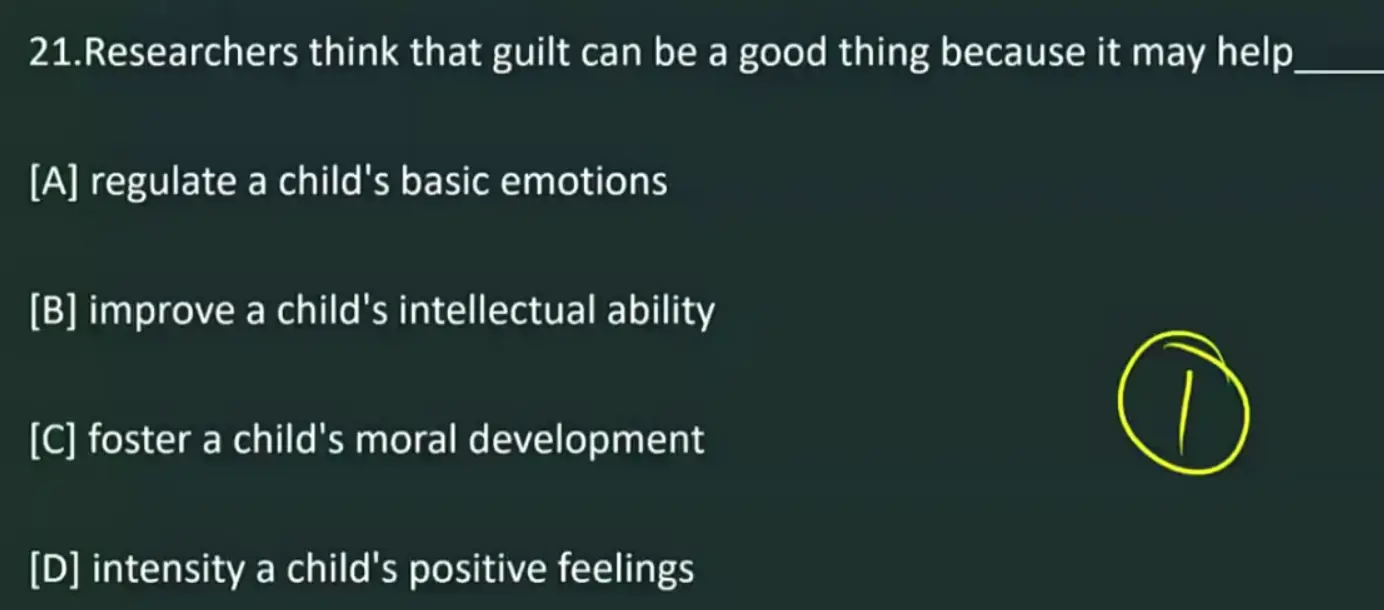 21.Researchers think that guilt can be a good thing because it may help_____
[A] regulate a child's basic emotions
[B] improve a child's intellectual ability
[C] foster a child's moral development
1
[D] intensity a child's positive feelings